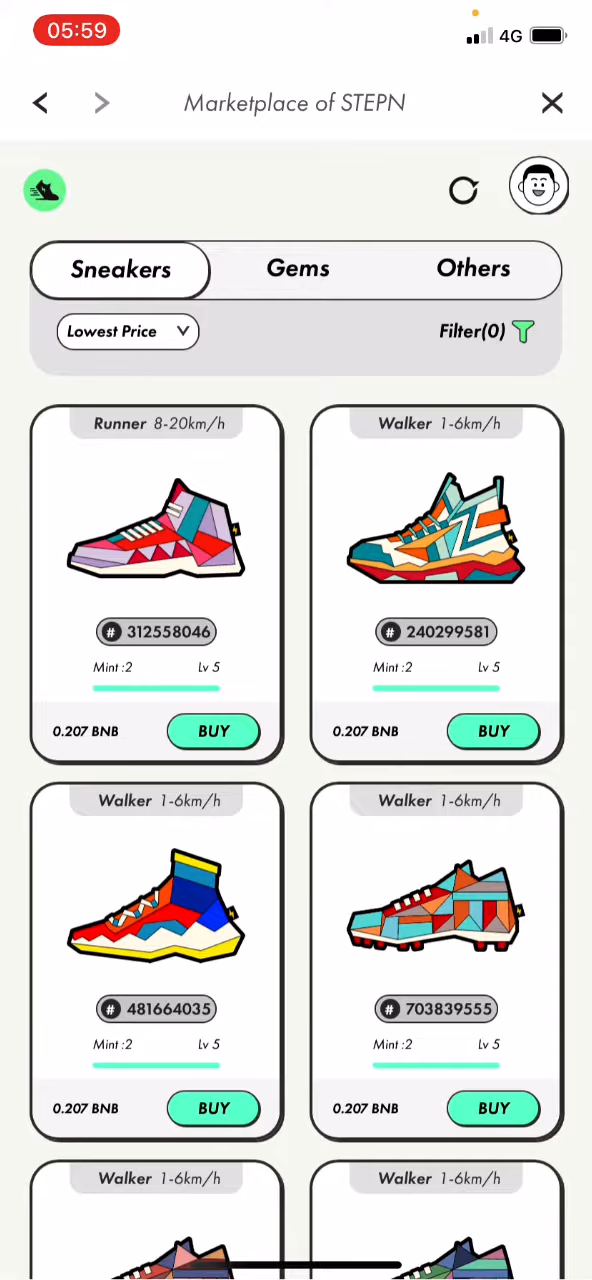 05:59
4G
Marketplace of STEPN
Sneakers Gems Others
Lowest Price
Filter(0)
Runner 8-20km/h
# 312558046
Mint :2 Lv 5
0.207 BNB BUY
Walker 1-6km/h
# 240299581
Mint :2 Lv 5
0.207 BNB BUY
Walker 1-6km/h
# 481664035
Mint :2 Lv 5
0.207 BNB BUY
Walker 1-6km/h
# 703839555
Mint :2 Lv 5
0.207 BNB BUY
Walker 1-6km/h
Walker 1-6km/h